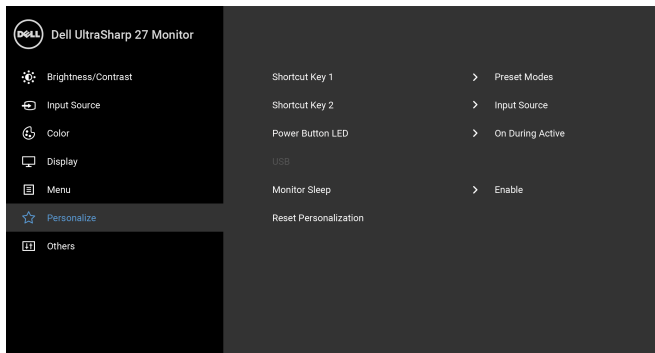 DELL Dell UltraSharp 27 Monitor
Brightness/Contrast
Input Source
Color
Display
Menu
Personalize
Others
Shortcut Key 1 > Preset Modes
Shortcut Key 2 > Input Source
Power Button LED > On During Active
USB
Monitor Sleep > Enable
Reset Personalization